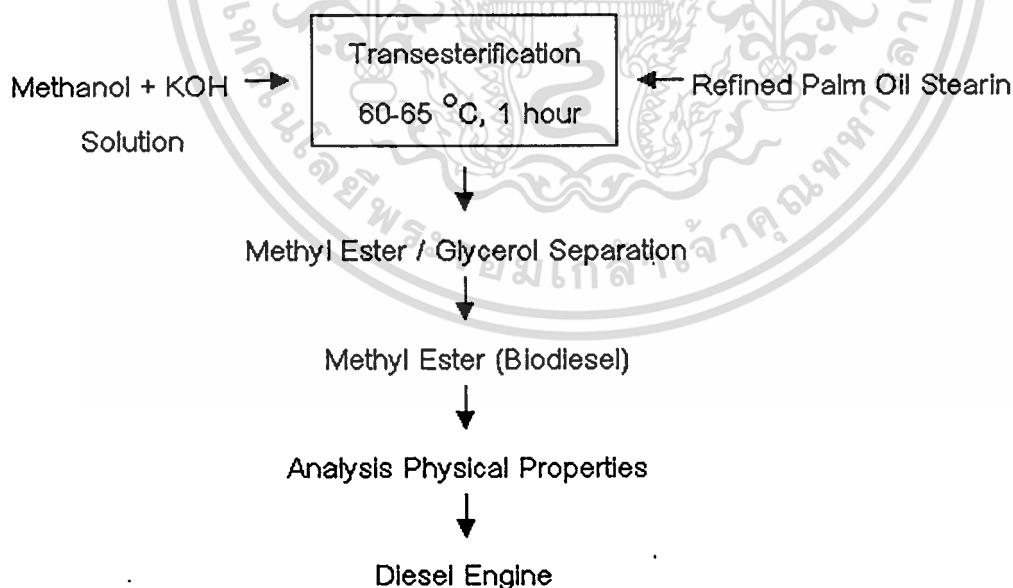 Transesterification
60-65 °C, 1 hour
Methanol + KOH
Solution
Refined Palm Oil Stearin
Methyl Ester / Glycerol Separation
Methyl Ester (Biodiesel)
Analysis Physical Properties
Diesel Engine